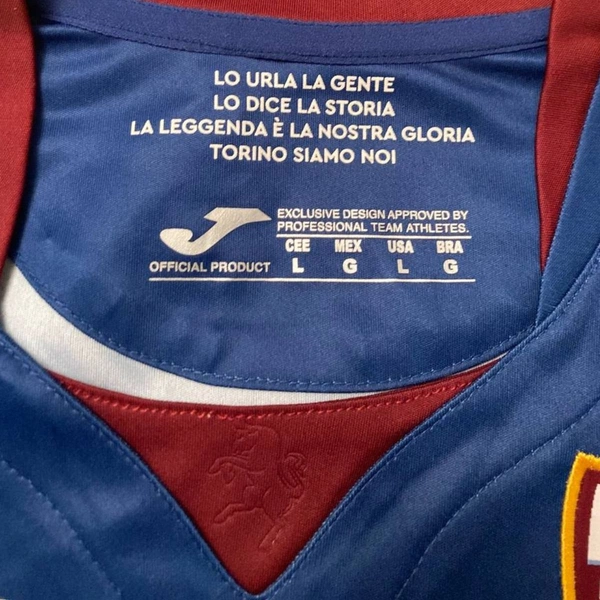 LO URLA LA GENTE
LO DICE LA STORIA
LA LEGGENDA È LA NOSTRA GLORIA
TORINO SIAMO NOI
EXCLUSIVE DESIGN APPROVED BY
PROFESSIONAL TEAM ATHLETES.
OFFICIAL PRODUCT
CEE MEX USA BRA
L G L G